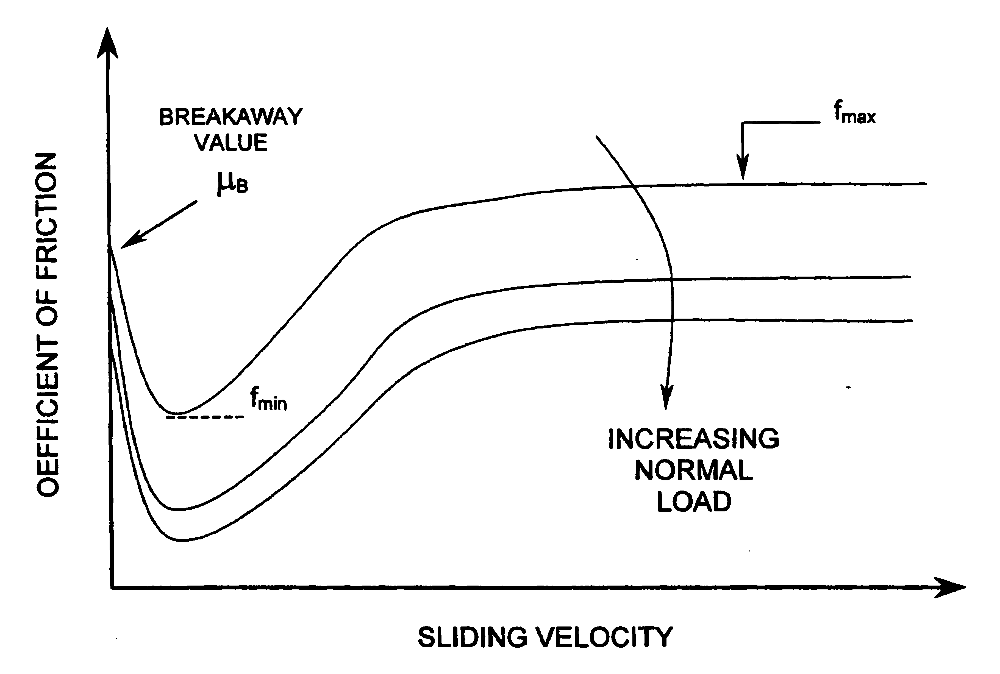 BREAKAWAY
VALUE
μB
fmax
OEFFICIENT OF FRICTION
fmin
INCREASING
NORMAL
LOAD
SLIDING VELOCITY